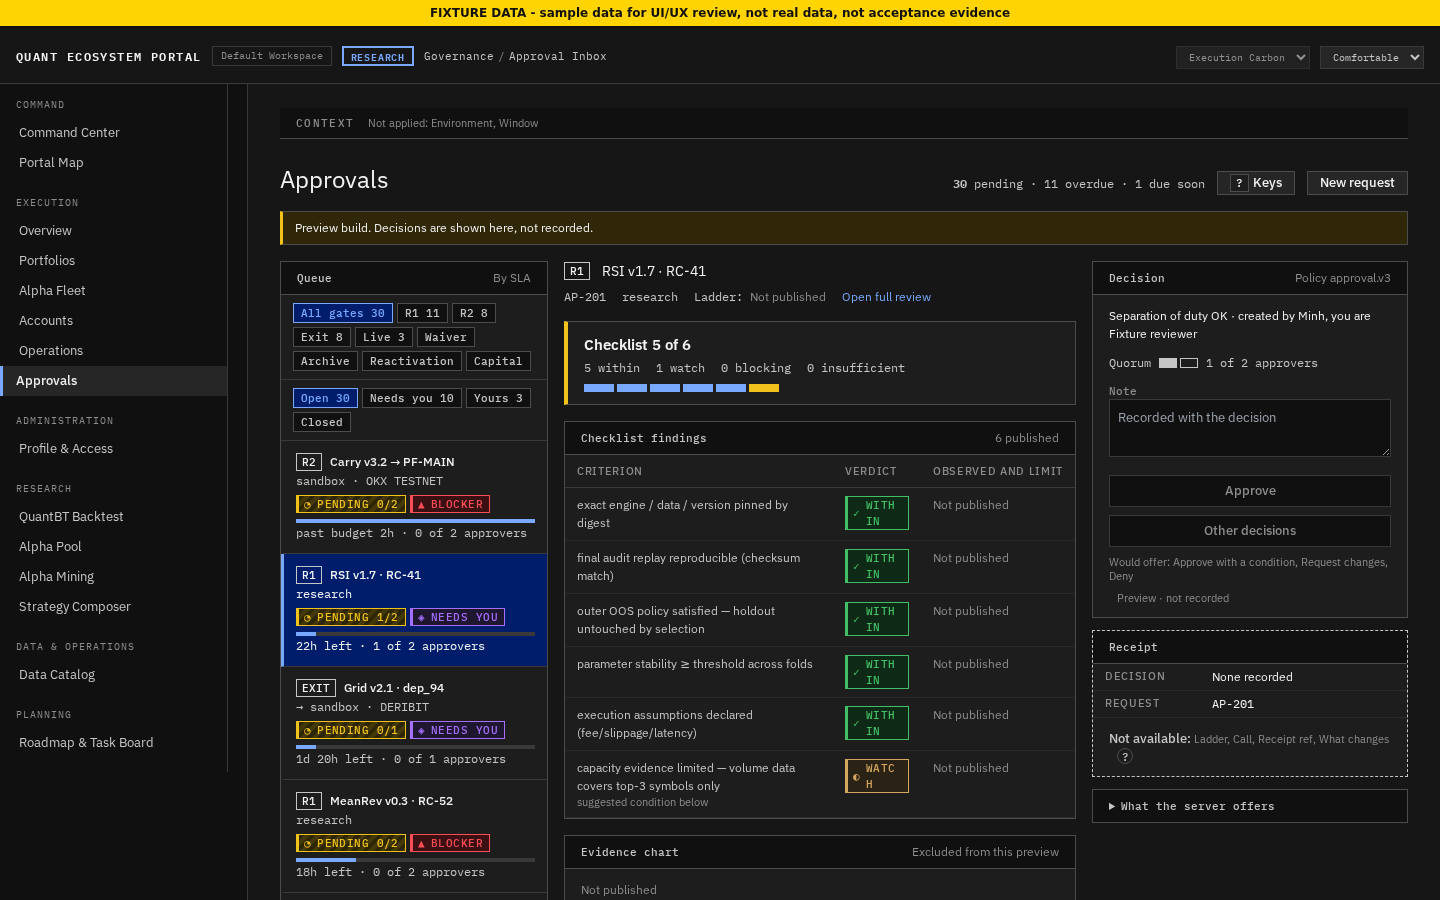 FIXTURE DATA - sample data for UI/UX review, not real data, not acceptance evidence
QUANT ECOSYSTEM PORTAL
Default Workspace
RESEARCH
Governance / Approval Inbox
Execution Carbon
Comfortable
COMMAND
Command Center
Portal Map
EXECUTION
Overview
Portfolios
Alpha Fleet
Accounts
Operations
Approvals
ADMINISTRATION
Profile & Access
RESEARCH
QuantBT Backtest
Alpha Pool
Alpha Mining
Strategy Composer
DATA & OPERATIONS
Data Catalog
PLANNING
Roadmap & Task Board
CONTEXT Not applied: Environment, Window
Approvals
30 pending · 11 overdue · 1 due soon
? Keys
New request
Preview build. Decisions are shown here, not recorded.
Queue By SLA
All gates 30 R1 11 R2 8
Exit 8 Live 3 Waiver
Archive Reactivation Capital
Open 30 Needs you 10 Yours 3
Closed
R2 Carry v3.2 → PF-MAIN
sandbox · OKX TESTNET
PENDING 0/2 BLOCKER
past budget 2h · 0 of 2 approvers
R1 RSI v1.7 · RC-41
research
PENDING 1/2 NEEDS YOU
22h left · 1 of 2 approvers
EXIT Grid v2.1 · dep_94
→ sandbox · DERIBIT
PENDING 0/1 NEEDS YOU
1d 20h left · 0 of 1 approvers
R1 MeanRev v0.3 · RC-52
research
PENDING 0/2 BLOCKER
18h left · 0 of 2 approvers
R1 RSI v1.7 · RC-41
AP-201 research Ladder: Not published Open full review
Checklist 5 of 6
5 within 1 watch 0 blocking 0 insufficient
Checklist findings 6 published
CRITERION VERDICT OBSERVED AND LIMIT
exact engine / data / version pinned by
digest
✓ WITH
IN
Not published
final audit replay reproducible (checksum
match)
✓ WITH
IN
Not published
outer OOS policy satisfied — holdout
untouched by selection
✓ WITH
IN
Not published
parameter stability ≥ threshold across folds
✓ WITH
IN
Not published
execution assumptions declared
(fee/slippage/latency)
✓ WITH
IN
Not published
capacity evidence limited — volume data
covers top-3 symbols only
suggested condition below
WATC
H
Not published
Evidence chart Excluded from this preview
Not published
Decision Policy approval.v3
Separation of duty OK · created by Minh, you are
Fixture reviewer
Quorum 1 of 2 approvers
Note
Recorded with the decision
Approve
Other decisions
Would offer: Approve with a condition, Request changes,
Deny
Preview · not recorded
Receipt
DECISION None recorded
REQUEST AP-201
Not available: Ladder, Call, Receipt ref, What changes
?
▶ What the server offers